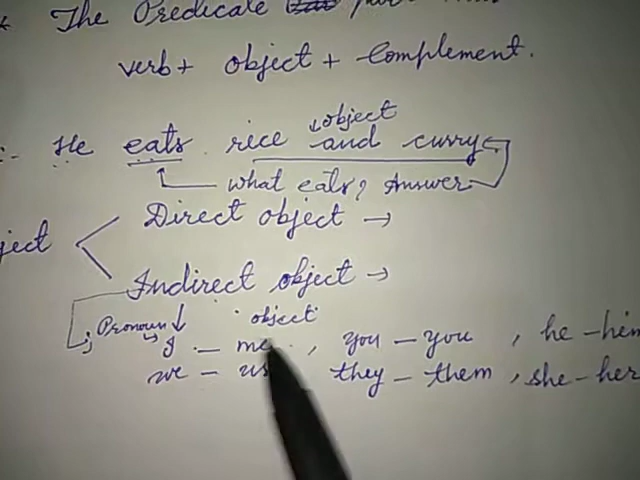 The Predicate
verb + object + Complement.
object
:- He eats rice and curry
what eats? Answer
ject
Direct object →
Indirect object →
Pronoun object
I – me, you – you, he – him
we – us they – them, she – her